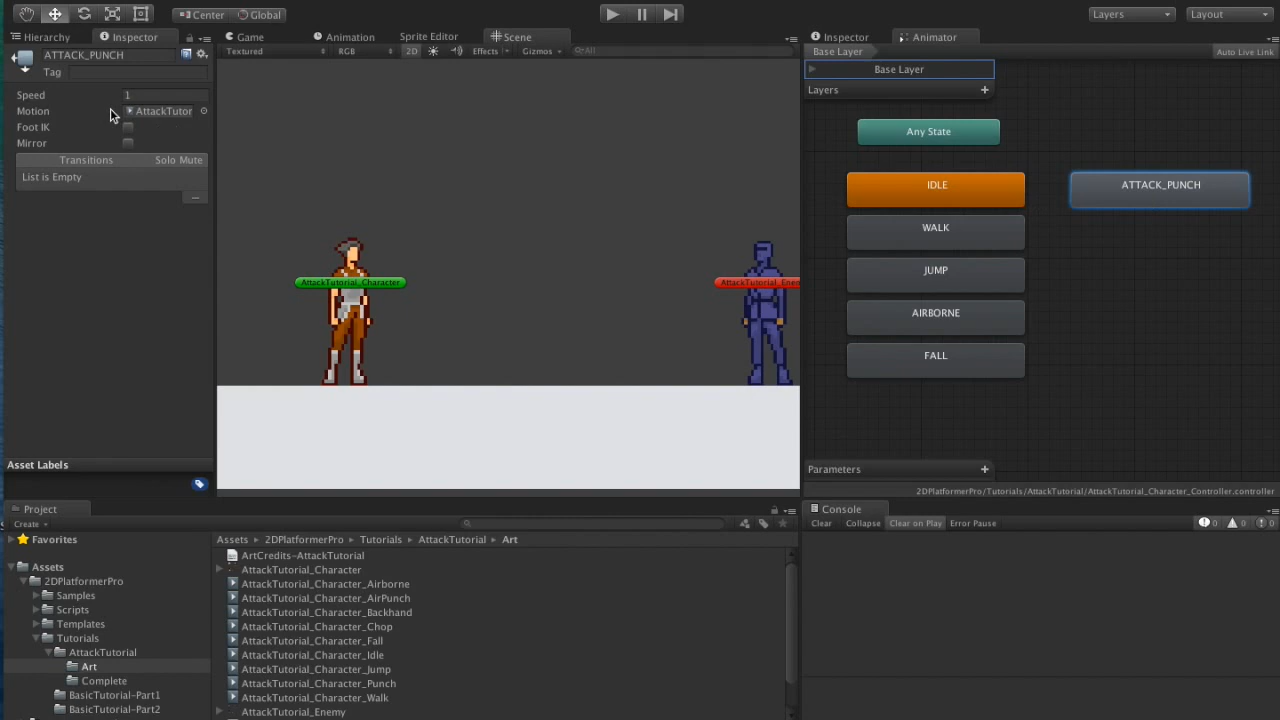 Center Global Layers Layout
Hierarchy Inspector Game Animation Sprite Editor Scene Inspector Animator
ATTACK_PUNCH
Tag
Speed 1
Motion AttackTutor
Foot IK
Mirror
Transitions Solo Mute
List is Empty
Asset Labels
Textured RGB 2D Effects Gizmos All
AttackTutorial_Character
AttackTutorial_Enem
Base Layer Auto Live Link
Base Layer
Layers
Any State
IDLE ATTACK_PUNCH
WALK
JUMP
AIRBORNE
FALL
Parameters
2DPlatformerPro/Tutorials/AttackTutorial/AttackTutorial_Character_Controller.controller
Project
Create
Favorites
Assets
2DPlatformerPro
Samples
Scripts
Templates
Tutorials
AttackTutorial
Art
Complete
BasicTutorial-Part1
BasicTutorial-Part2
Assets 2DPlatformerPro Tutorials AttackTutorial Art
ArtCredits-AttackTutorial
AttackTutorial_Character
AttackTutorial_Character_Airborne
AttackTutorial_Character_AirPunch
AttackTutorial_Character_Backhand
AttackTutorial_Character_Chop
AttackTutorial_Character_Fall
AttackTutorial_Character_Idle
AttackTutorial_Character_Jump
AttackTutorial_Character_Punch
AttackTutorial_Character_Walk
AttackTutorial_Enemy
Console
Clear Collapse Clear on Play Error Pause 0 0 0